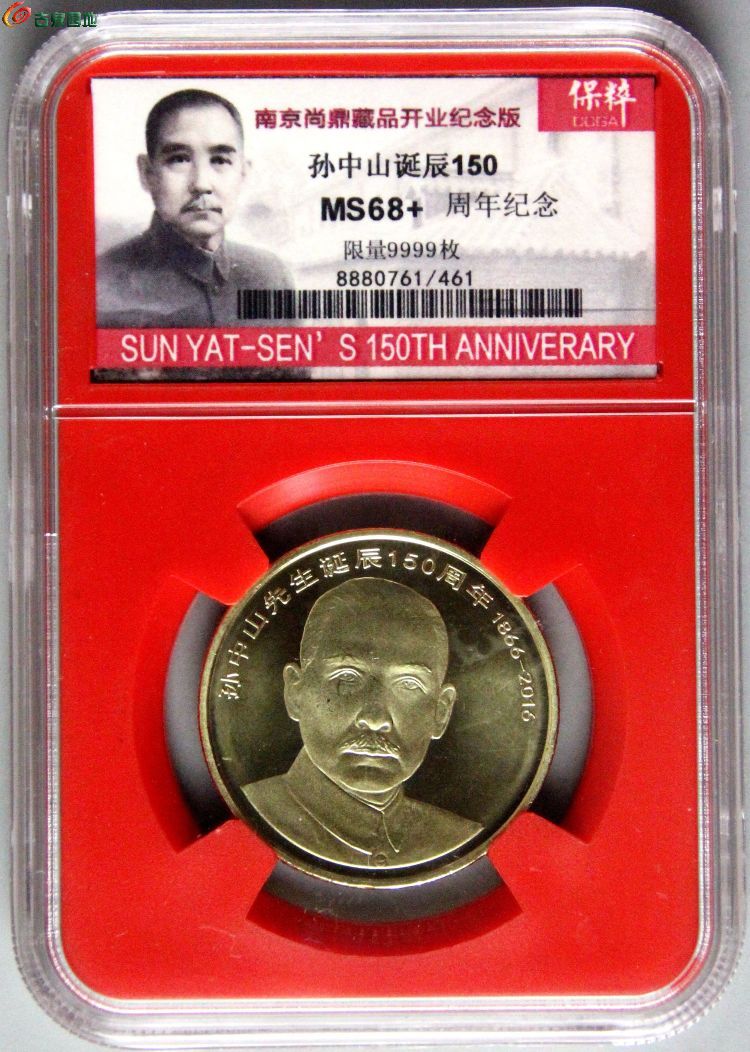 古泉园地
保粹
南京尚鼎藏品开业纪念版
孙中山诞辰150
MS68+ 周年纪念
限量9999枚
8880761/461
SUN YAT-SEN'S 150TH ANNIVERARY
孙中山先生诞辰150周年 1866-2016